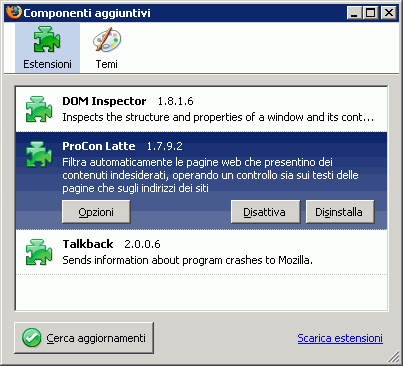 Componenti aggiuntivi
Estensioni
Temi
DOM Inspector 1.8.1.6
Inspects the structure and properties of a window and its cont...
ProCon Latte 1.7.9.2
Filtra automaticamente le pagine web che presentino dei
contenuti indesiderati, operando un controllo sia sui testi delle
pagine che sugli indirizzi dei siti
Opzioni
Disattiva
Disinstalla
Talkback 2.0.0.6
Sends information about program crashes to Mozilla.
Cerca aggiornamenti
Scarica estensioni